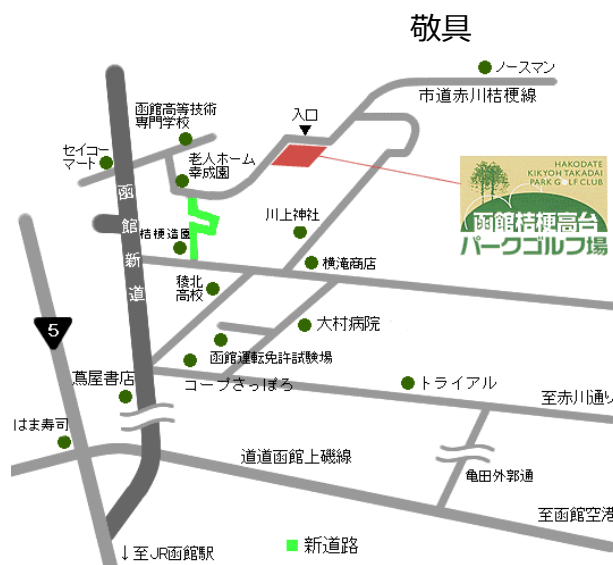 敬具
ノースマン
市道赤川桔梗線
函館高等技術
専門学校
入口
セイコー
マート
老人ホーム
幸成園
HAKODATE
KIKYOH TAKADAI
PARK GOLF CLUB
函館桔梗高台
パークゴルフ場
函館新道
川上神社
桔梗造園
横滝商店
稜北
高校
5
大村病院
函館運転免許試験場
蔦屋書店
コープさっぽろ
トライアル
至赤川通り
はま寿司
道道函館上磯線
亀田外郭通
至函館空港
↓至JR函館駅
新道路